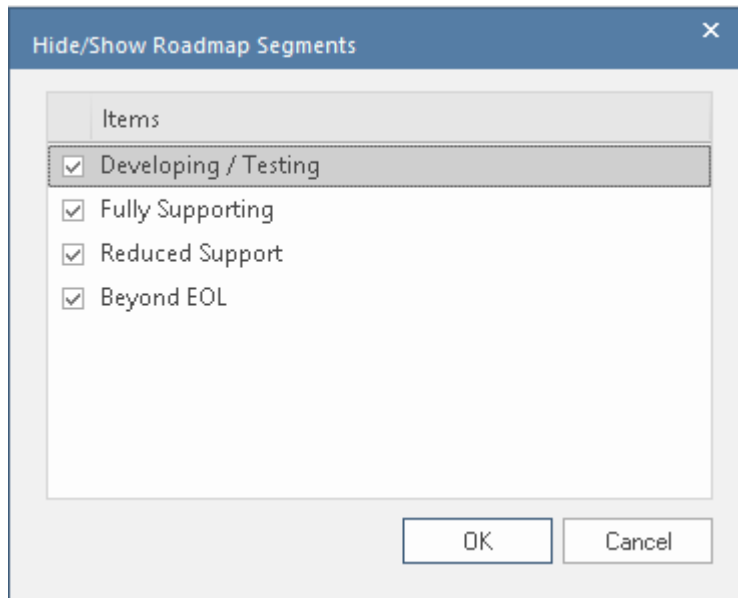 Hide/Show Roadmap Segments
Items
Developing / Testing
Fully Supporting
Reduced Support
Beyond EOL
OK Cancel